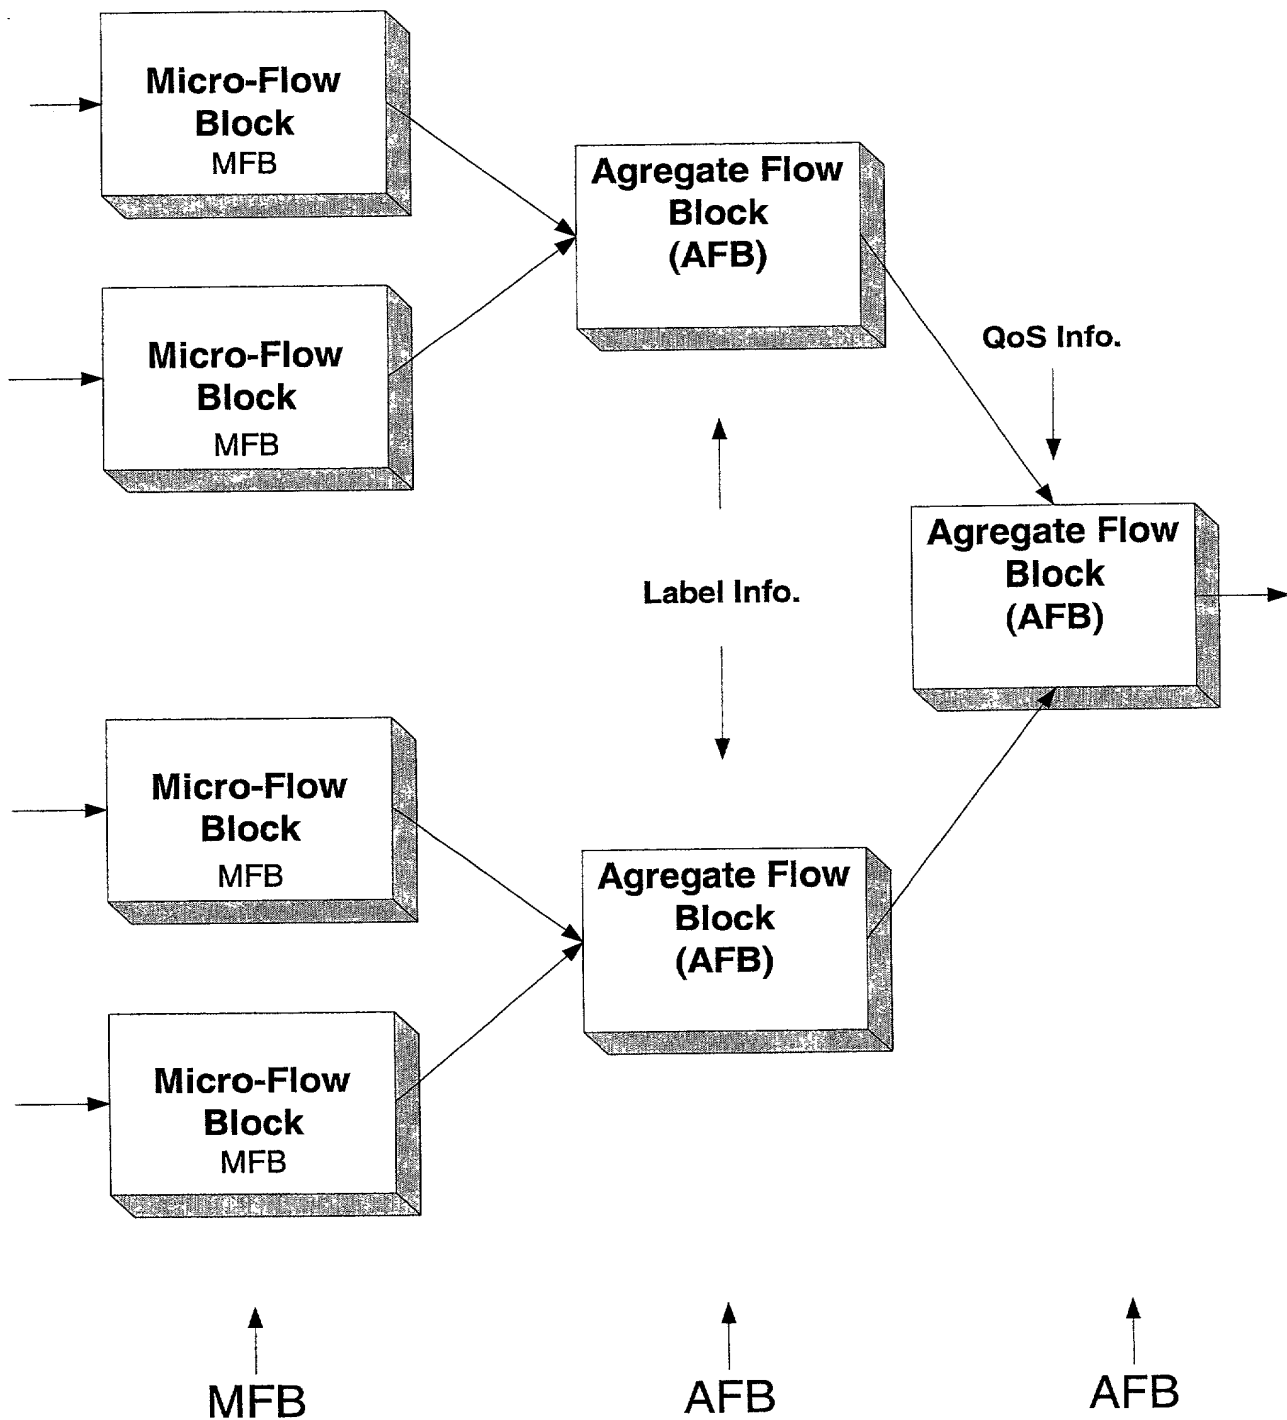 Micro-Flow
Block
MFB
Agregate Flow
Block
(AFB)
Micro-Flow
Block
MFB
QoS Info.
Agregate Flow
Block
(AFB)
Label Info.
Micro-Flow
Block
MFB
Agregate Flow
Block
(AFB)
Micro-Flow
Block
MFB
MFB
AFB
AFB